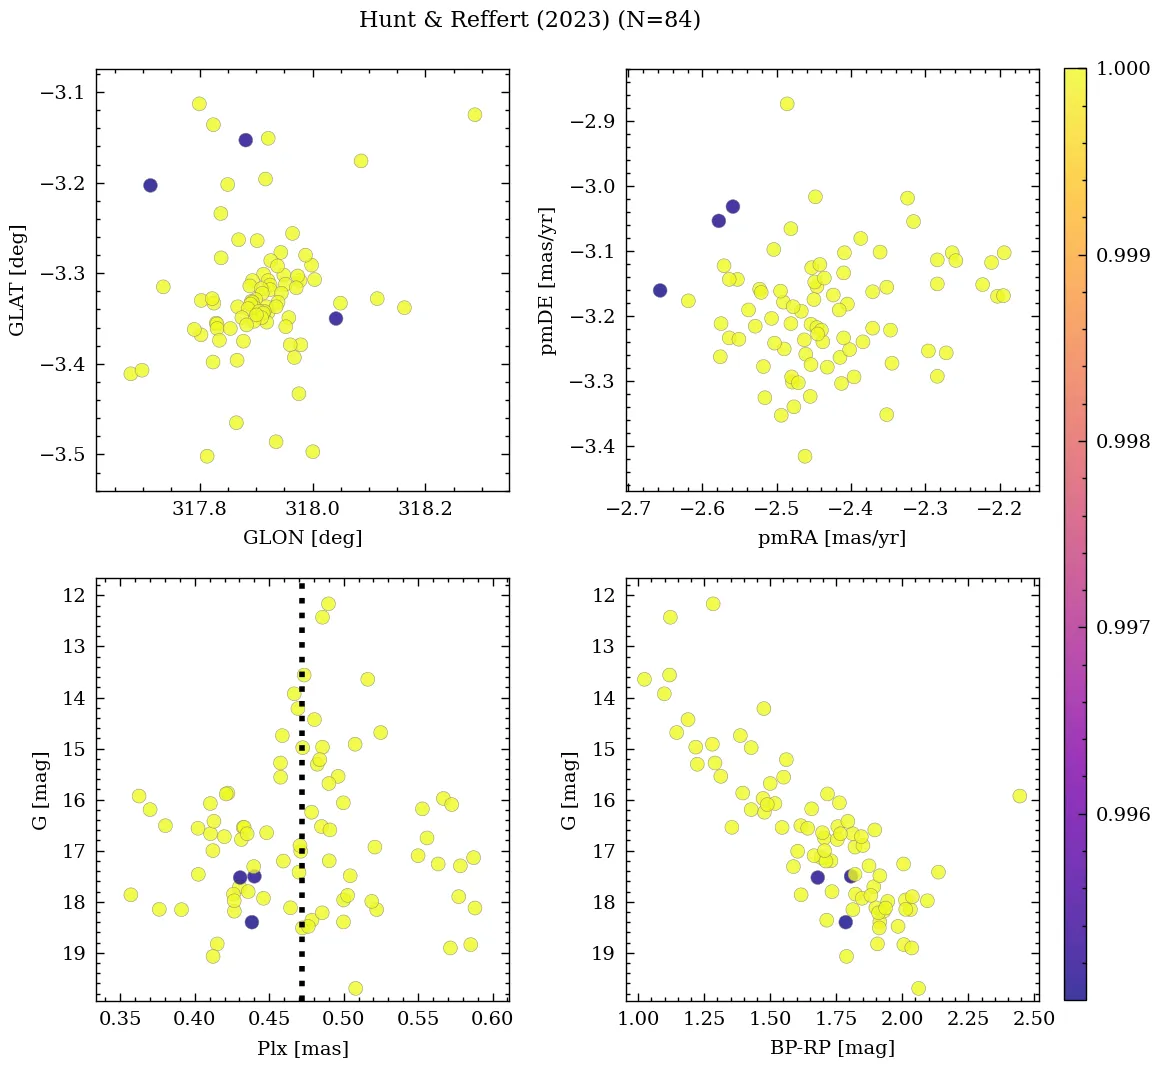 Hunt & Reffert (2023) (N=84)
−3.1
−3.2
−3.3
−3.4
−3.5
GLAT [deg]
317.8 318.0 318.2
GLON [deg]
−2.9
−3.0
−3.1
−3.2
−3.3
−3.4
pmDE [mas/yr]
−2.7 −2.6 −2.5 −2.4 −2.3 −2.2
pmRA [mas/yr]
1.000
0.999
0.998
0.997
0.996
12
13
14
15
16
17
18
19
G [mag]
0.35 0.40 0.45 0.50 0.55 0.60
Plx [mas]
12
13
14
15
16
17
18
19
G [mag]
1.00 1.25 1.50 1.75 2.00 2.25 2.50
BP-RP [mag]